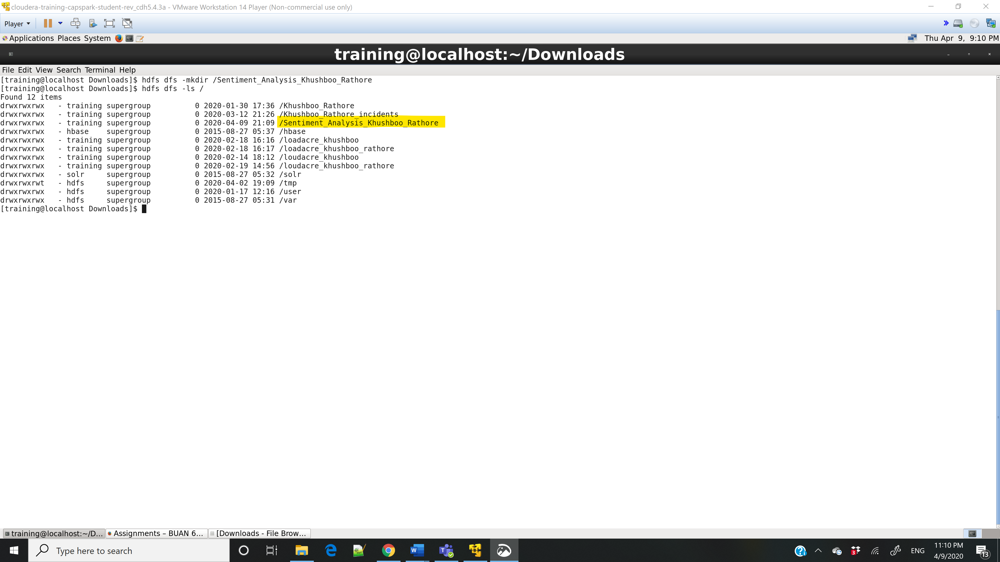 cloudera-training-capspark-student-rev_cdh5.4.3a - VMware Workstation 14 Player (Non-commercial use only)
Player
Applications Places System Thu Apr 9, 9:10 PM
training@localhost:~/Downloads
File Edit View Search Terminal Help
[training@localhost Downloads]$ hdfs dfs -mkdir /Sentiment_Analysis_Khushboo_Rathore
[training@localhost Downloads]$ hdfs dfs -ls /
Found 12 items
drwxrwxrwx   - training supergroup          0 2020-01-30 17:36 /Khushboo_Rathore
drwxrwxrwx   - training supergroup          0 2020-03-12 21:26 /Khushboo_Rathore_incidents
drwxrwxrwx   - training supergroup          0 2020-04-09 21:09 /Sentiment_Analysis_Khushboo_Rathore
drwxrwxrwx   - hbase    supergroup          0 2015-08-27 05:37 /hbase
drwxrwxrwx   - training supergroup          0 2020-02-18 16:16 /loadacre_khushboo
drwxrwxrwx   - training supergroup          0 2020-02-18 16:17 /loadacre_khushboo_rathore
drwxrwxrwx   - training supergroup          0 2020-02-14 18:12 /loudacre_khushboo
drwxrwxrwx   - training supergroup          0 2020-02-19 14:56 /loudacre_khushboo_rathore
drwxrwxrwx   - solr     supergroup          0 2015-08-27 05:32 /solr
drwxrwxrwt   - hdfs     supergroup          0 2020-04-02 19:09 /tmp
drwxrwxrwx   - hdfs     supergroup          0 2020-01-17 12:16 /user
drwxrwxrwx   - hdfs     supergroup          0 2015-08-27 05:31 /var
[training@localhost Downloads]$
training@localhost:~/D... Assignments – BUAN 6... [Downloads - File Brow...
Type here to search
W
T
3
ENG
11:10 PM
4/9/2020
13